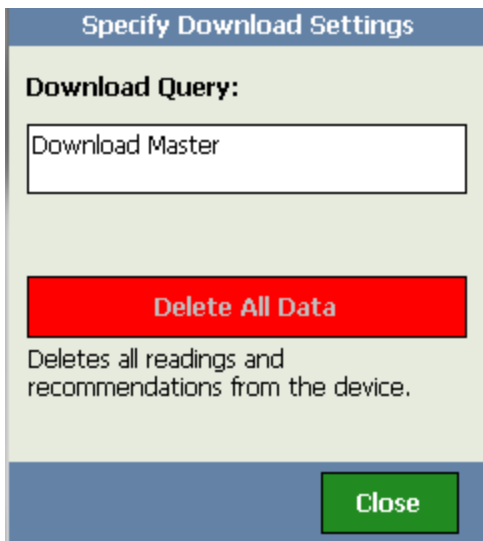 Specify Download Settings
Download Query:
Download Master
Delete All Data
Deletes all readings and
recommendations from the device.
Close